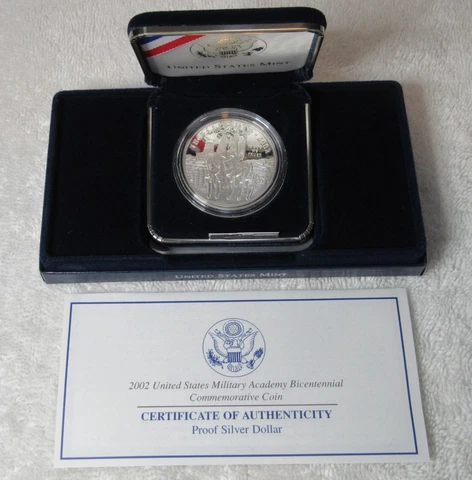 UNITED STATES MINT
UNITED STATES MINT
2002 United States Military Academy Bicentennial
Commemorative Coin
CERTIFICATE OF AUTHENTICITY
Proof Silver Dollar